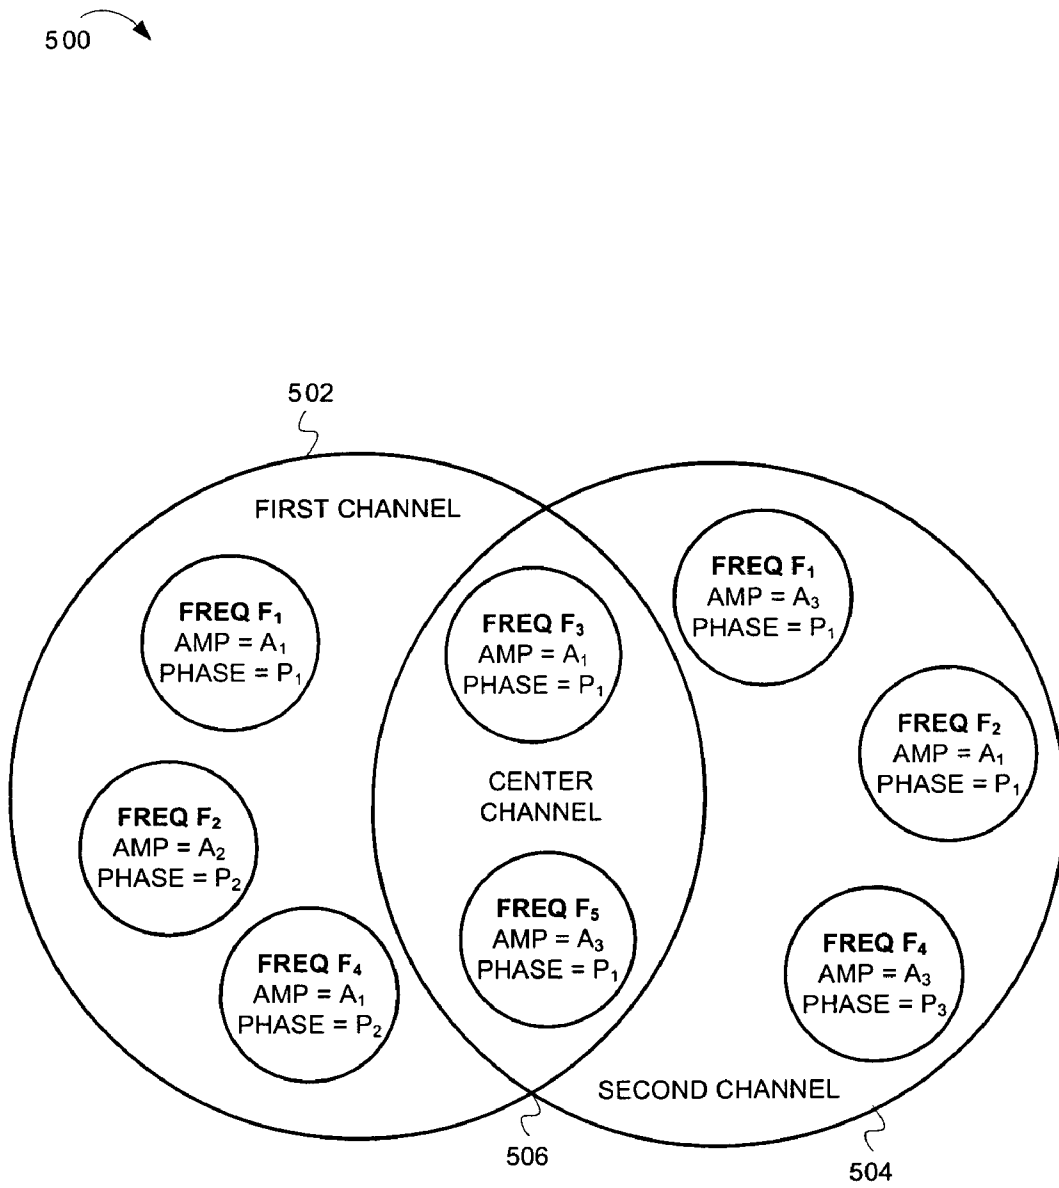 500
502
FIRST CHANNEL
FREQ F₁
AMP = A₁
PHASE = P₁
FREQ F₂
AMP = A₂
PHASE = P₂
FREQ F₄
AMP = A₁
PHASE = P₂
FREQ F₃
AMP = A₁
PHASE = P₁
CENTER
CHANNEL
FREQ F₅
AMP = A₃
PHASE = P₁
FREQ F₁
AMP = A₃
PHASE = P₁
FREQ F₂
AMP = A₁
PHASE = P₁
FREQ F₄
AMP = A₃
PHASE = P₃
SECOND CHANNEL
506
504